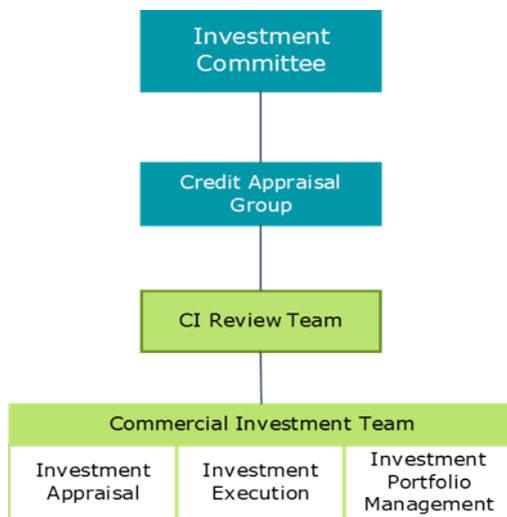 Investment
Committee
Credit Appraisal
Group
CI Review Team
Commercial Investment Team
Investment
Appraisal
Investment
Execution
Investment
Portfolio
Management